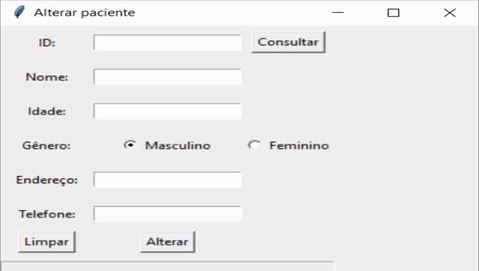 Alterar paciente
ID: Consultar
Nome:
Idade:
Gênero: Masculino Feminino
Endereço:
Telefone:
Limpar Alterar